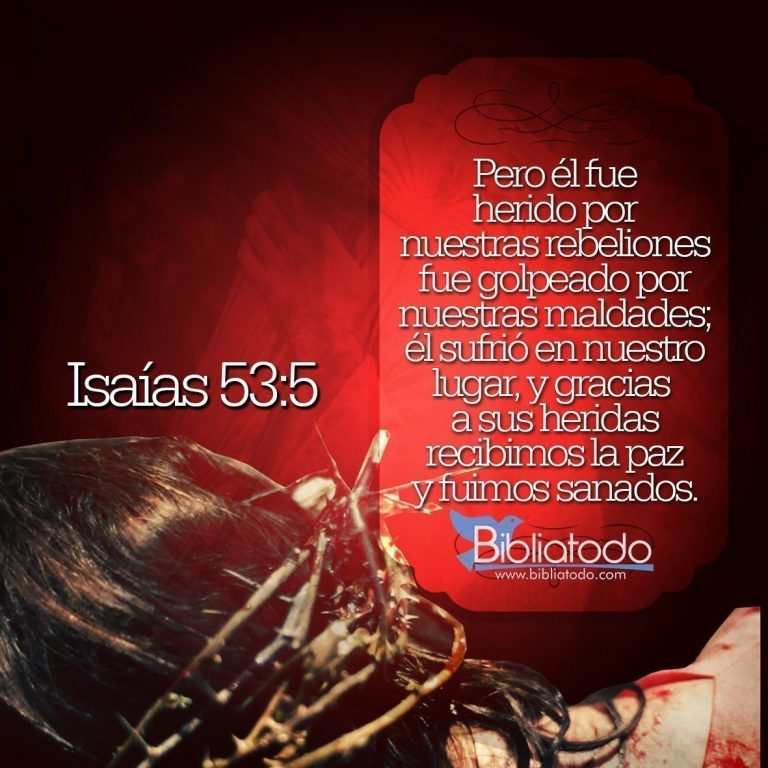 Pero él fue
herido por
nuestras rebeliones
fue golpeado por
nuestras maldades;
él sufrió en nuestro
lugar, y gracias
a sus heridas
recibimos la paz
y fuimos sanados.
Isaías 53:5
Bibliatodo
www.bibliatodo.com